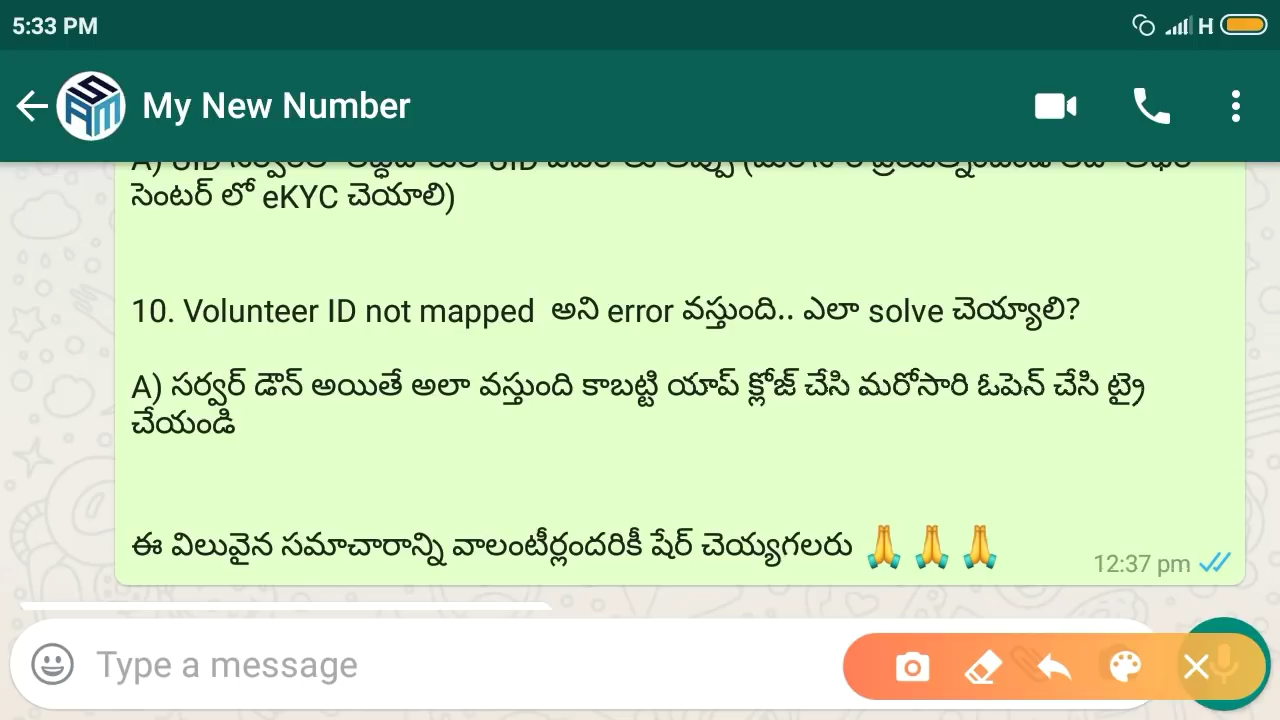 5:33 PM
H
My New Number
సెంటర్ లో eKYC చెయాలి)
10. Volunteer ID not mapped అని error వస్తుంది.. ఎలా solve చెయ్యాలి?
A) సర్వర్ డౌన్ అయితే అలా వస్తుంది కాబట్టి యాప్ క్లోజ్ చేసి మరోసారి ఓపెన్ చేసి ట్రై
చేయండి
ఈ విలువైన సమాచారాన్ని వాలంటీర్లందరికీ షేర్ చెయ్యగలరు 🙏 🙏 🙏
12:37 pm
Type a message